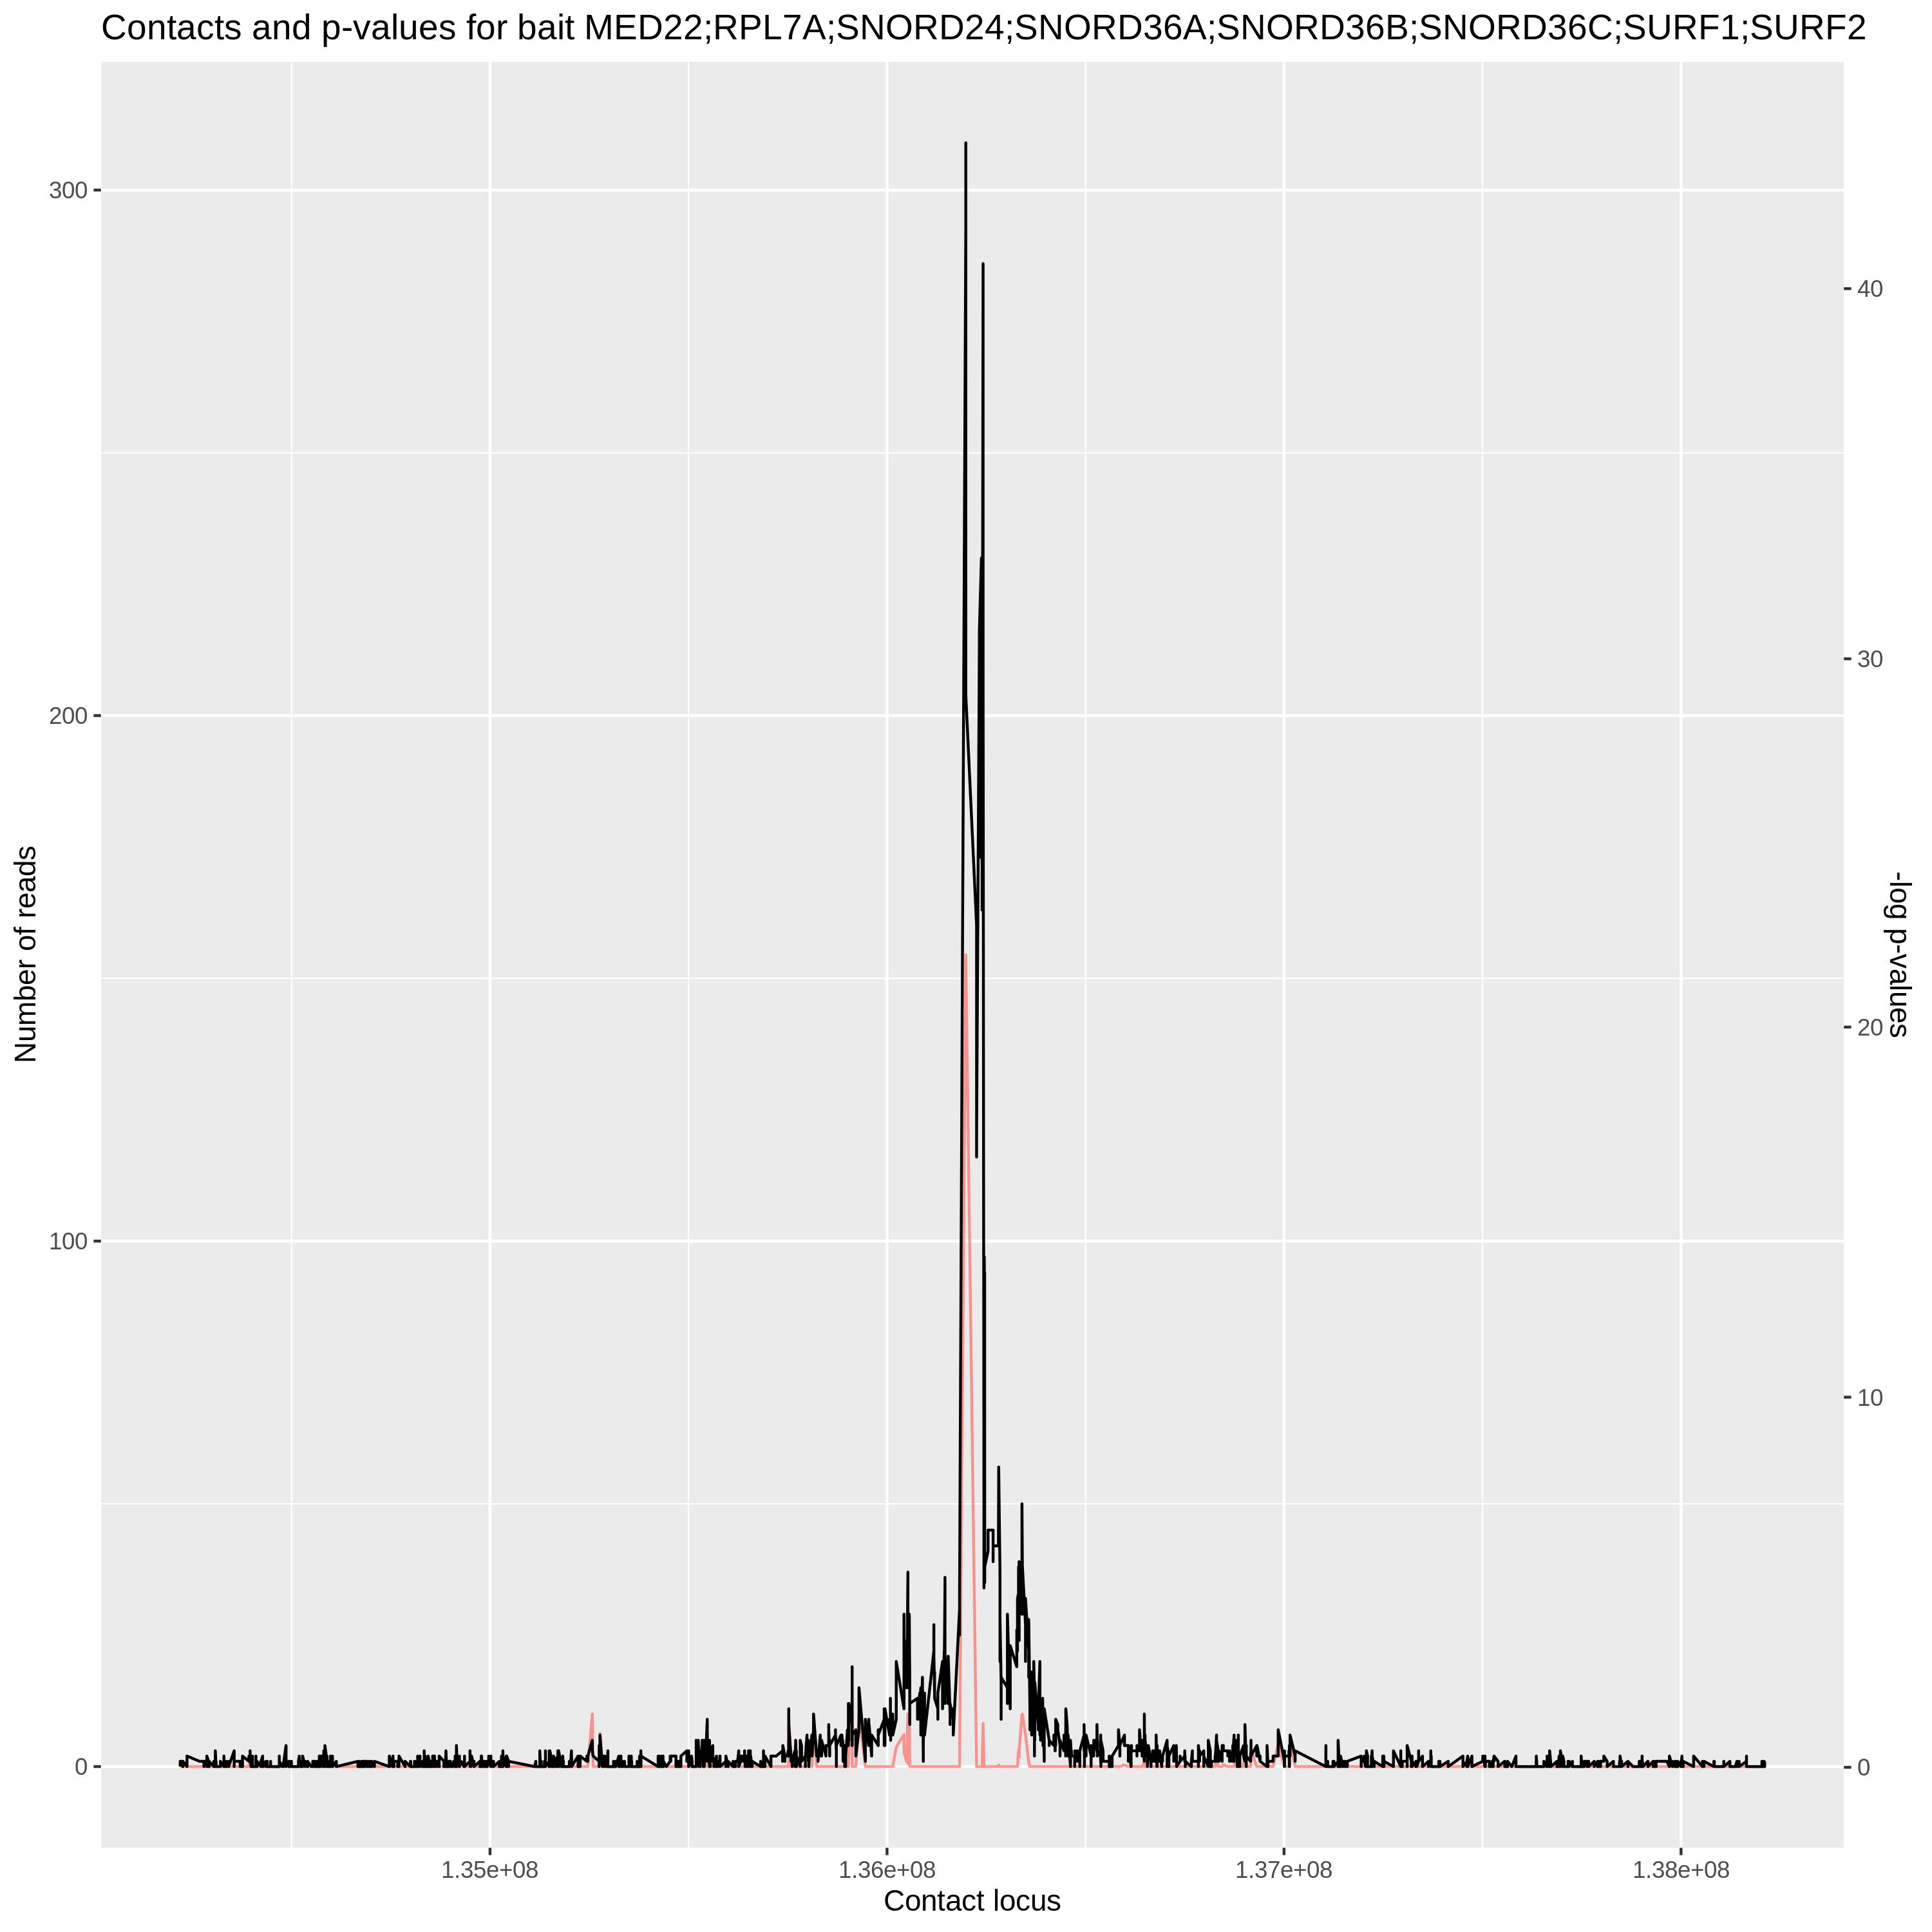 Contacts and p-values for bait MED22;RPL7A;SNORD24;SNORD36A;SNORD36B;SNORD36C;SURF1;SURF2
300
200
100
0
Number of reads
40
30
20
10
0
-log p-values
1.35e+08
1.36e+08
1.37e+08
1.38e+08
Contact locus